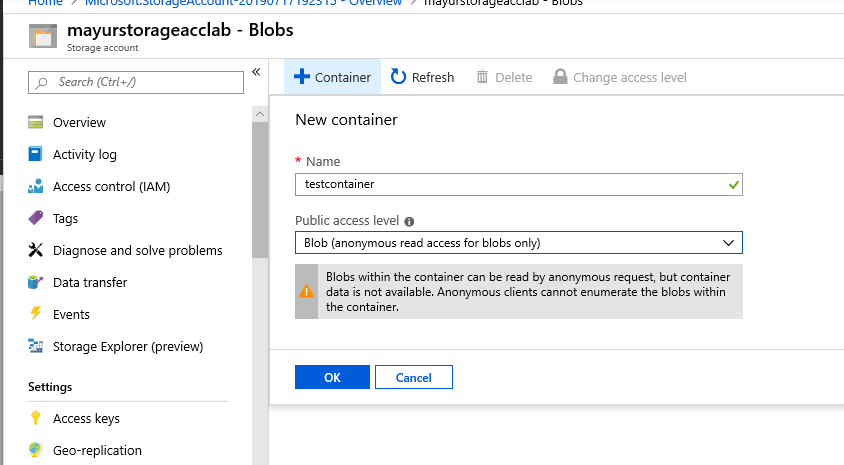 Home > Microsoft.StorageAccount-20190717192315 - Overview > mayurstorageacclab - Blobs
mayurstorageacclab - Blobs
Storage account
Search (Ctrl+/)
«
Overview
Activity log
Access control (IAM)
Tags
Diagnose and solve problems
Data transfer
Events
Storage Explorer (preview)
Settings
Access keys
Geo-replication
+ Container
Refresh
Delete
Change access level
New container
* Name
testcontainer
Public access level
Blob (anonymous read access for blobs only)
Blobs within the container can be read by anonymous request, but container
data is not available. Anonymous clients cannot enumerate the blobs within
the container.
OK
Cancel